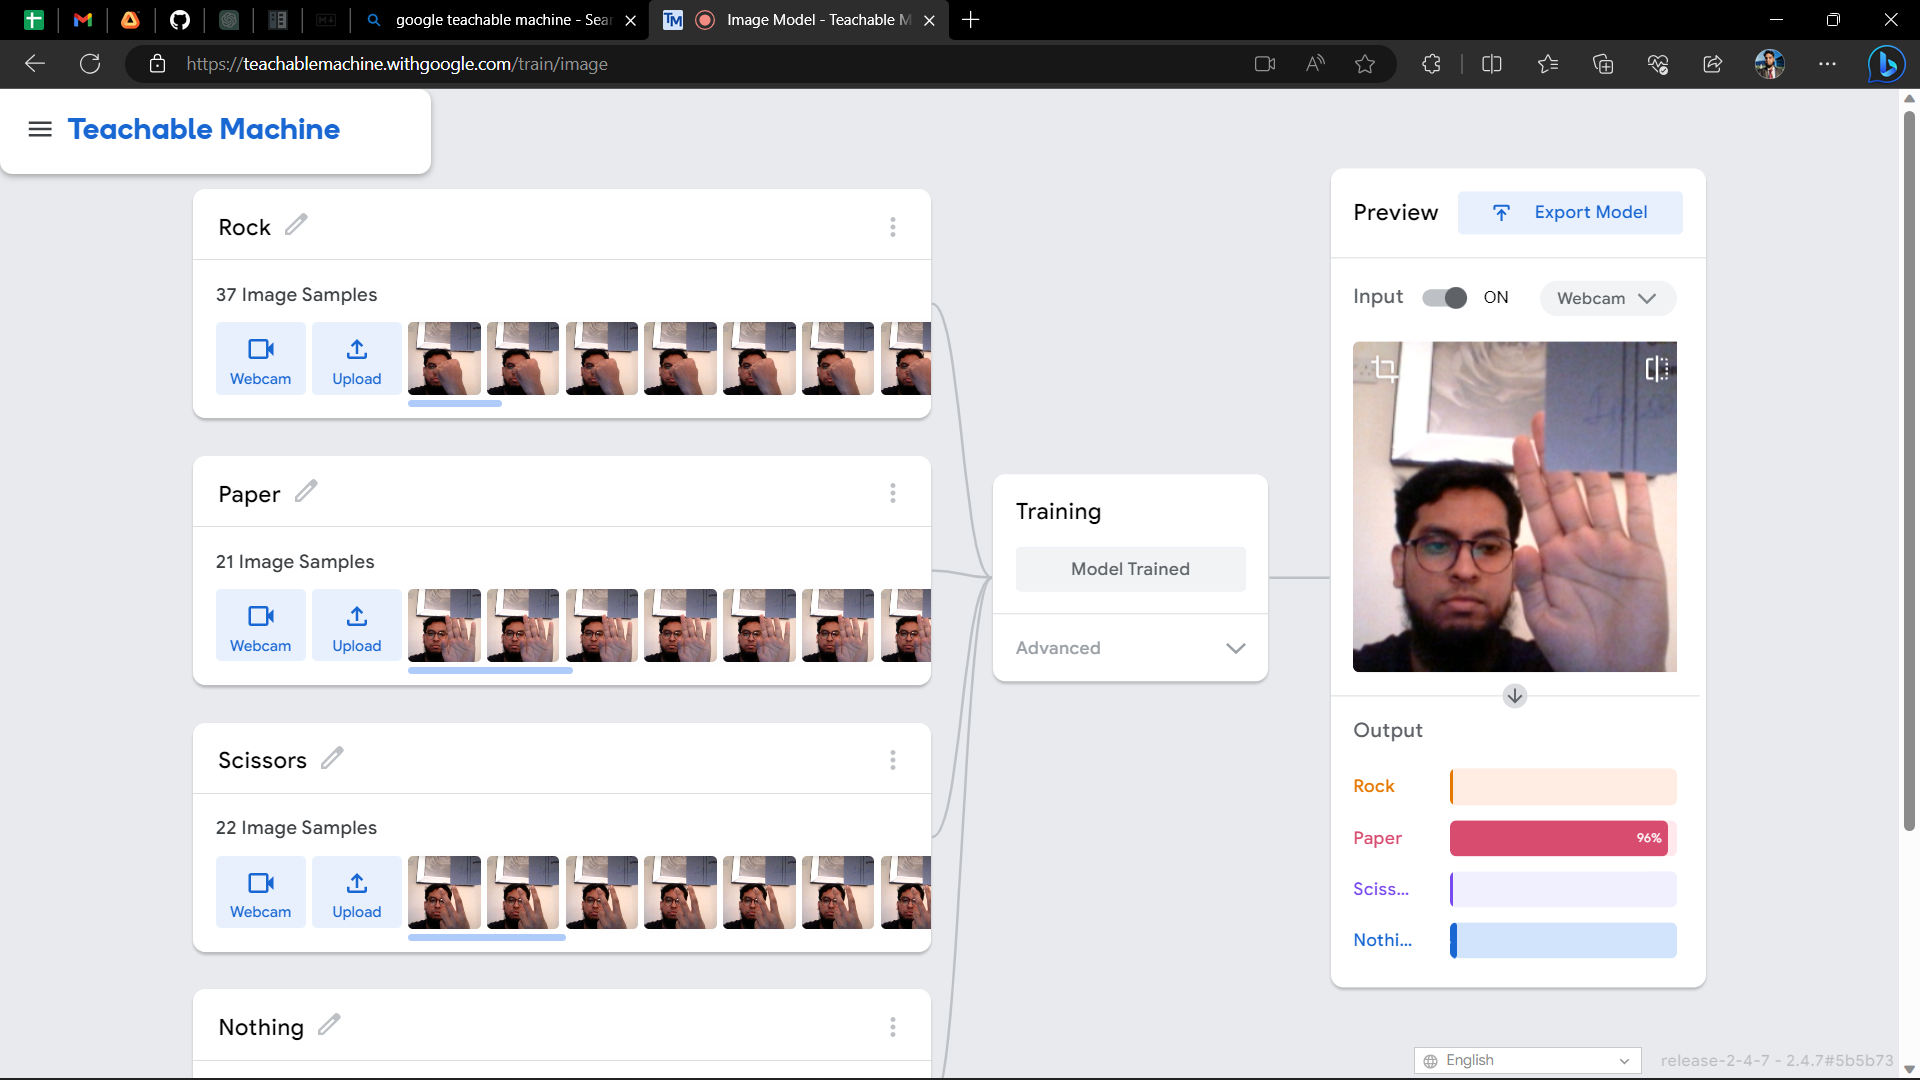 google teachable machine - Sear
Image Model - Teachable M
https://teachablemachine.withgoogle.com/train/image
Teachable Machine
Rock
37 Image Samples
Webcam
Upload
Paper
21 Image Samples
Webcam
Upload
Scissors
22 Image Samples
Webcam
Upload
Nothing
Training
Model Trained
Advanced
Preview
Export Model
Input
ON
Webcam
Output
Rock
Paper
96%
Sciss...
Nothi...
English
release-2-4-7 - 2.4.7#5b5b73